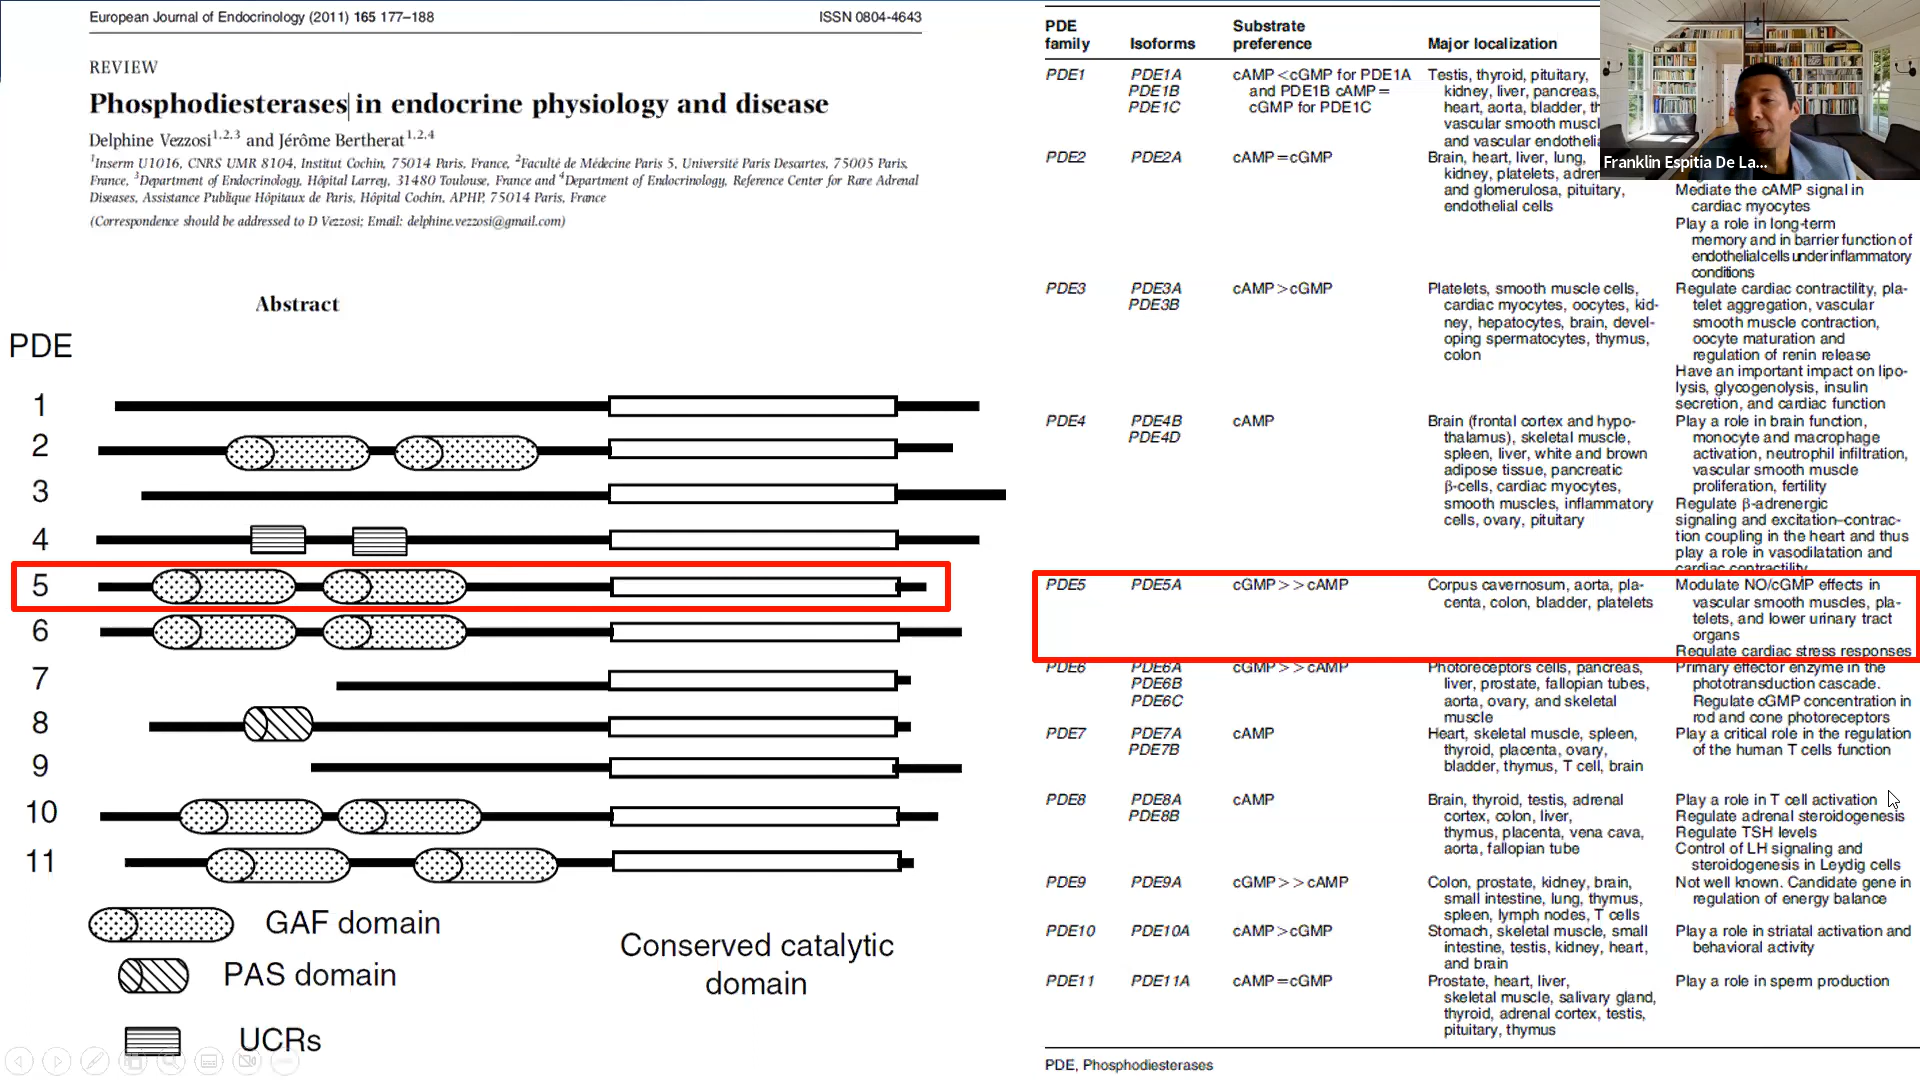 European Journal of Endocrinology (2011) 165 177–188
ISSN 0804-4643
REVIEW
Phosphodiesterases in endocrine physiology and disease
Delphine Vezzosi1,2,3 and Jérôme Bertherat1,2,4
1Inserm U1016, CNRS UMR 8104, Institut Cochin, 75014 Paris, France, 2Faculté de Médecine Paris 5, Université Paris Descartes, 75005 Paris,
France, 3Department of Endocrinology, Hôpital Larrey, 31480 Toulouse, France and 4Department of Endocrinology, Reference Center for Rare Adrenal
Diseases, Assistance Publique Hôpitaux de Paris, Hôpital Cochin, APHP, 75014 Paris, France
(Correspondence should be addressed to D Vezzosi; Email: delphine.vezzosi@gmail.com)
Abstract
PDE
1
2
3
4
5
6
7
8
9
10
11
GAF domain
PAS domain
UCRs
Conserved catalytic
domain
PDE
family
Isoforms
Substrate
preference
Major localization
PDE1
PDE1A
PDE1B
PDE1C
cAMP<cGMP for PDE1A
and PDE1B cAMP=
cGMP for PDE1C
Testis, thyroid, pituitary,
kidney, liver, pancreas,
heart, aorta, bladder,
vascular smooth
and vascular
PDE2
PDE2A
cAMP=cGMP
Brain, heart, liver, lung,
kidney, platelets,
and glomerulosa, pituitary,
endothelial cells
Mediate the cAMP signal in
cardiac myocytes
Play a role in long-term
memory and in barrier function of
endothelial cells under inflammatory
conditions
PDE3
PDE3A
PDE3B
cAMP>cGMP
Platelets, smooth muscle cells,
cardiac myocytes, oocytes, kid-
ney, hepatocytes, brain, devel-
oping spermatocytes, thymus,
colon
Regulate cardiac contractility, pla-
telet aggregation, vascular
smooth muscle contraction,
oocyte maturation and
regulation of renin release
Have an important impact on lipo-
lysis, glycogenolysis, insulin
secretion, and cardiac function
PDE4
PDE4B
PDE4D
cAMP
Brain (frontal cortex and hypo-
thalamus), skeletal muscle,
spleen, liver, white and brown
adipose tissue, pancreatic
β-cells, cardiac myocytes,
smooth muscles, inflammatory
cells, ovary, pituitary
Play a role in brain function,
monocyte and macrophage
activation, neutrophil infiltration,
vascular smooth muscle
proliferation, fertility
Regulate β-adrenergic
signaling and excitation–contrac-
tion coupling in the heart and thus
play a role in vasodilatation and
cardiac contractility
PDE5
PDE5A
cGMP>>cAMP
Corpus cavernosum, aorta, pla-
centa, colon, bladder, platelets
Modulate NO/cGMP effects in
vascular smooth muscles, pla-
telets, and lower urinary tract
organs
Regulate cardiac stress responses
PDE6
PDE6A
PDE6B
PDE6C
cGMP>>cAMP
Photoreceptors cells, pancreas,
liver, prostate, fallopian tubes,
aorta, ovary, and skeletal
muscle
Primary effector enzyme in the
phototransduction cascade.
Regulate cGMP concentration in
rod and cone photoreceptors
PDE7
PDE7A
PDE7B
cAMP
Heart, skeletal muscle, spleen,
thyroid, placenta, ovary,
bladder, thymus, T cell, brain
Play a critical role in the regulation
of the human T cells function
PDE8
PDE8A
PDE8B
cAMP
Brain, thyroid, testis, adrenal
cortex, colon, liver,
thymus, placenta, vena cava,
aorta, fallopian tube
Play a role in T cell activation
Regulate adrenal steroidogenesis
Regulate TSH levels
Control of LH signaling and
steroidogenesis in Leydig cells
PDE9
PDE9A
cGMP>>cAMP
Colon, prostate, kidney, brain,
small intestine, lung, thymus,
spleen, lymph nodes, T cells
Not well known. Candidate gene in
regulation of energy balance
PDE10
PDE10A
cAMP>cGMP
Stomach, skeletal muscle, small
intestine, testis, kidney, heart,
and brain
Play a role in striatal activation and
behavioral activity
PDE11
PDE11A
cAMP=cGMP
Prostate, heart, liver,
skeletal muscle, salivary gland,
thyroid, adrenal cortex, testis,
pituitary, thymus
Play a role in sperm production
PDE, Phosphodiesterases
Franklin Espitia De La...